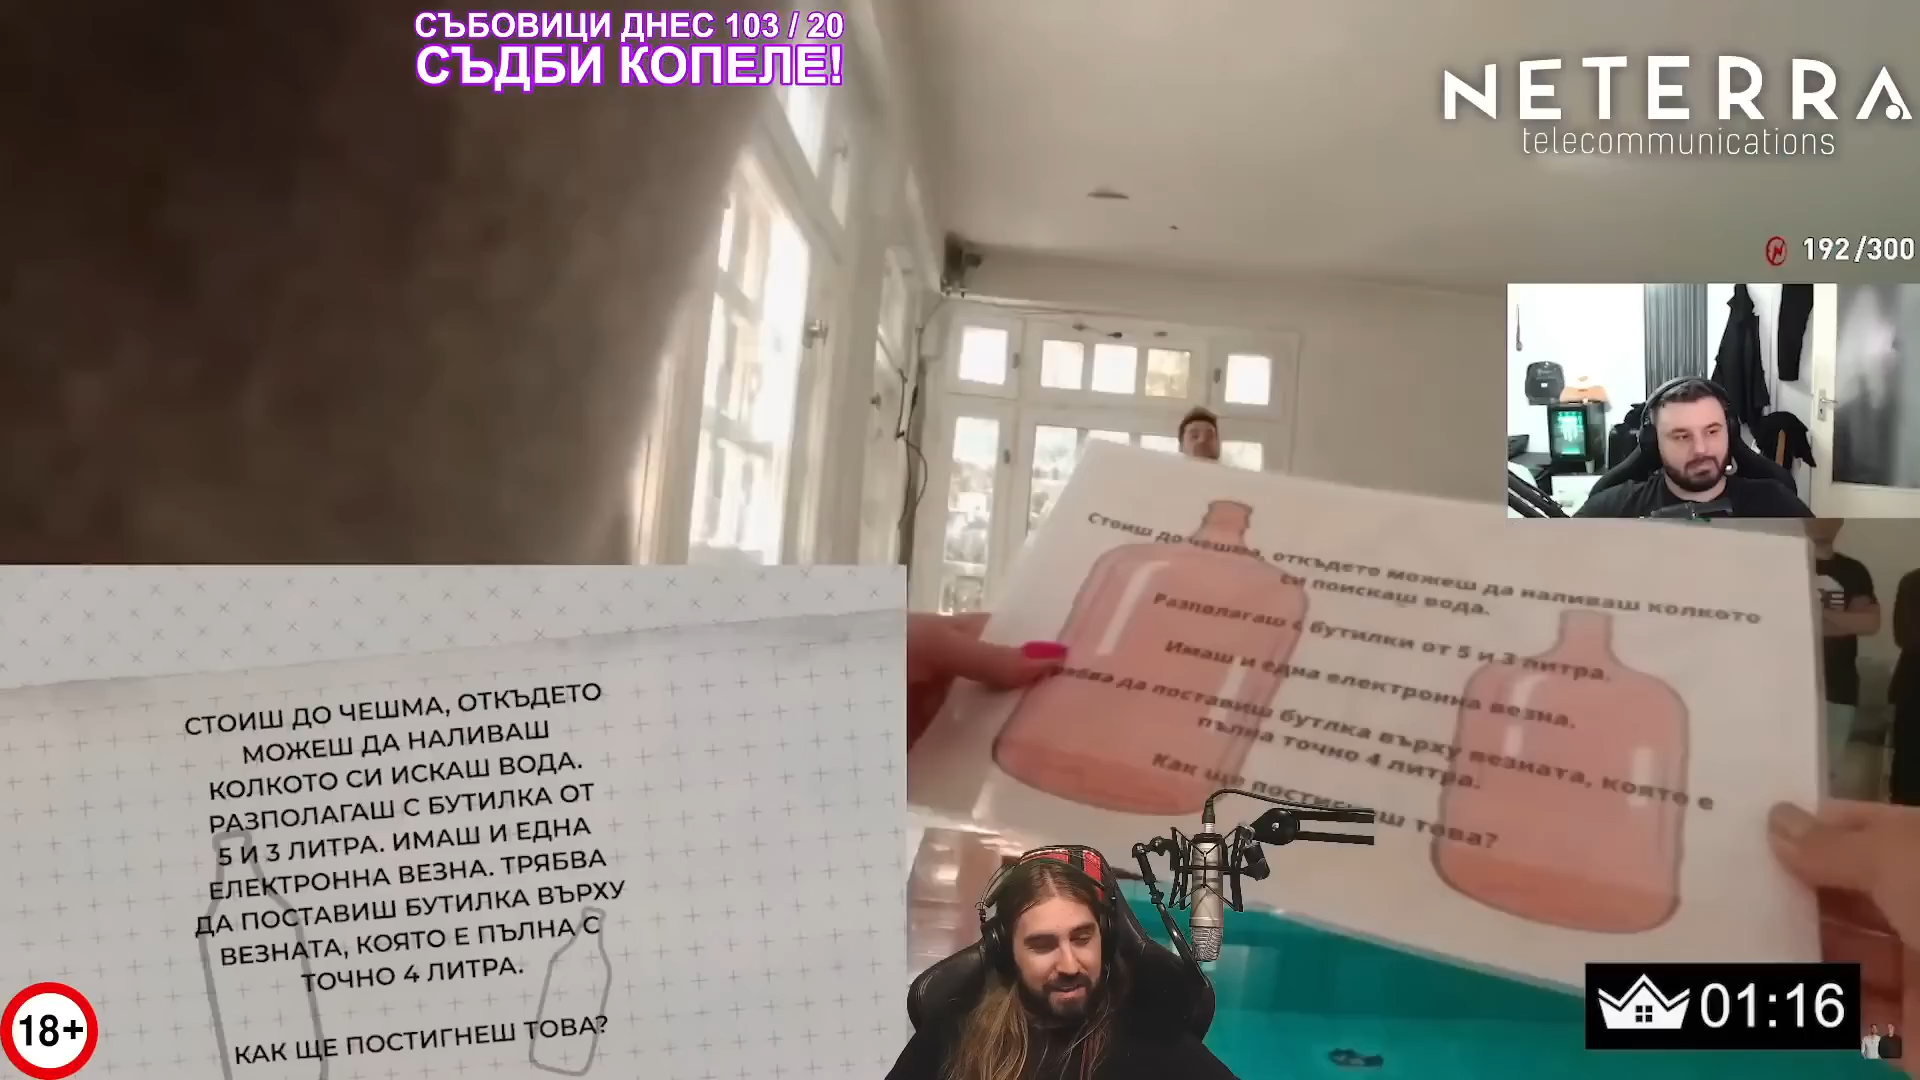 СЪБОВИЦИ ДНЕС 103 / 20
СЪДБИ КОПЕЛЕ!
NETERRA
telecommunications
192/300
Стоиш до чешма, откъдето можеш да наливаш колкото
си поискаш вода.
Разполагаш с бутилки от 5 и 3 литра.
Имаш и една електронна везна.
да поставиш бутлка върху везната, която е
пълна точно 4 литра.
Как ще постигнеш това?
СТОИШ ДО ЧЕШМА, ОТКЪДЕТО
МОЖЕШ ДА НАЛИВАШ
КОЛКОТО СИ ИСКАШ ВОДА.
РАЗПОЛАГАШ С БУТИЛКА ОТ
5 И 3 ЛИТРА. ИМАШ И ЕДНА
ЕЛЕКТРОННА ВЕЗНА. ТРЯБВА
ДА ПОСТАВИШ БУТИЛКА ВЪРХУ
ВЕЗНАТА, КОЯТО Е ПЪЛНА С
ТОЧНО 4 ЛИТРА.
КАК ЩЕ ПОСТИГНЕШ ТОВА?
18+
01:16